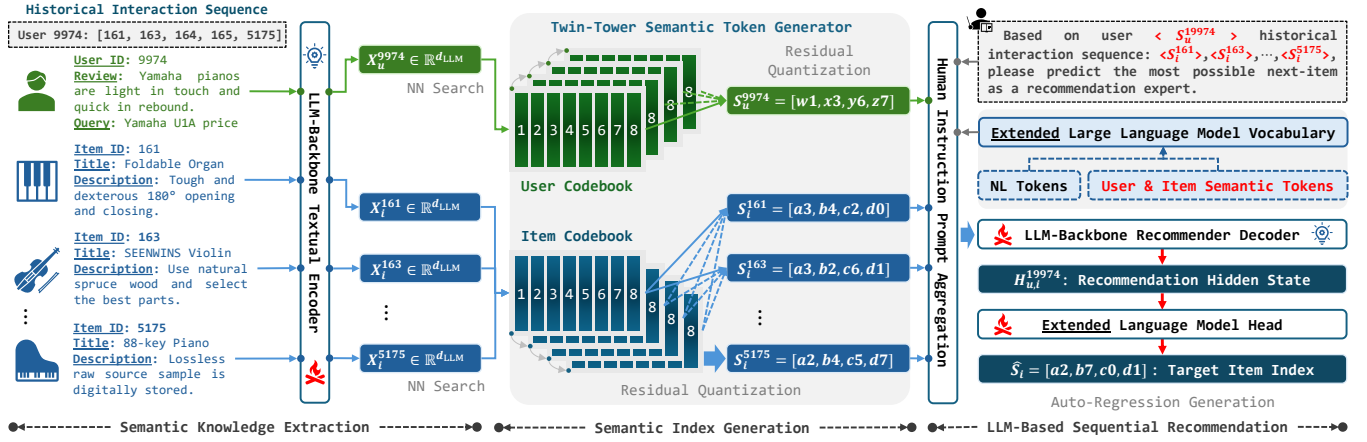 Historical Interaction Sequence
User 9974: [161, 163, 164, 165, 5175]
User ID: 9974
Review: Yamaha pianos
are light in touch and
quick in rebound.
Query: Yamaha U1A price
Item ID: 161
Title: Foldable Organ
Description: Tough and
dexterous 180° opening
and closing.
Item ID: 163
Title: SEENWINS Violin
Description: Use natural
spruce wood and select
the best parts.
⋮
Item ID: 5175
Title: 88-key Piano
Description: Lossless
raw source sample is
digitally stored.
LLM-Backbone Textual Encoder
X_u^{9974} ∈ ℝ^{d_LLM}
NN Search
X_i^{161} ∈ ℝ^{d_LLM}
X_i^{163} ∈ ℝ^{d_LLM}
⋮
X_i^{5175} ∈ ℝ^{d_LLM}
NN Search
Twin-Tower Semantic Token Generator
Residual
Quantization
1 2 3 4 5 6 7 8 8 8 8
User Codebook
S_u^{9974} = [w1, x3, y6, z7]
Item Codebook
1 2 3 4 5 6 7 8 8 8 8
S_i^{161} = [a3, b4, c2, d0]
S_i^{163} = [a3, b2, c6, d1]
⋮
S_i^{5175} = [a2, b4, c5, d7]
Residual Quantization
Human Instruction Prompt Aggregation
Based on user < S_u^{19974} > historical
interaction sequence: <S_i^{161}>,<S_i^{163}>,⋯,<S_i^{5175}>,
please predict the most possible next-item
as a recommendation expert.
Extended Large Language Model Vocabulary
NL Tokens
User & Item Semantic Tokens
LLM-Backbone Recommender Decoder
H_{u,i}^{19974}: Recommendation Hidden State
Extended Language Model Head
Ŝ_i = [a2, b7, c0, d1] : Target Item Index
Auto-Regression Generation
Semantic Knowledge Extraction
Semantic Index Generation
LLM-Based Sequential Recommendation